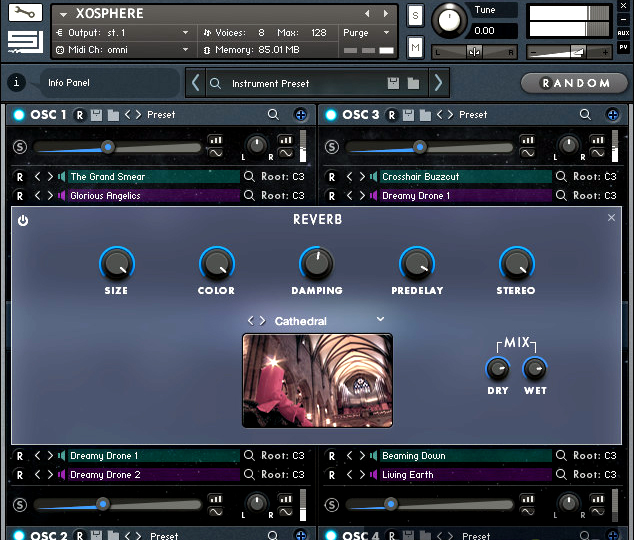 XOSPHERE
Output: st. 1 Voices: 8 Max: 128 Purge
Midi Ch: omni Memory: 85.01 MB
S
M
Tune
0.00
L R
AUX
PV
i Info Panel
Instrument Preset
RANDOM
OSC 1 R Preset
OSC 3 R Preset
S L R
S L R
R The Grand Smear Root: C3
R Crosshair Buzzcut Root: C3
R Glorious Angelics Root: C3
R Dreamy Drone 1 Root: C3
REVERB
SIZE COLOR DAMPING PREDELAY STEREO
Cathedral
MIX
DRY WET
R Dreamy Drone 1 Root: C3
R Beaming Down Root: C3
R Dreamy Drone 2 Root: C3
R Living Earth Root: C3
S L R
S L R
OSC 2 R Preset
OSC 4 R Preset